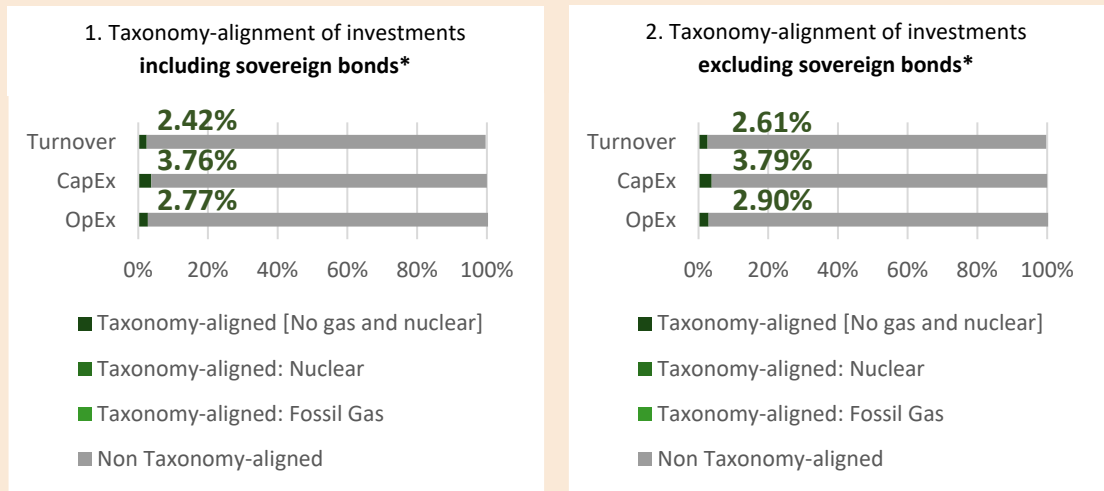 1. Taxonomy-alignment of investments
including sovereign bonds*
2.42%
Turnover
3.76%
CapEx
2.77%
OpEx
0% 20% 40% 60% 80% 100%
Taxonomy-aligned [No gas and nuclear]
Taxonomy-aligned: Nuclear
Taxonomy-aligned: Fossil Gas
Non Taxonomy-aligned
2. Taxonomy-alignment of investments
excluding sovereign bonds*
2.61%
Turnover
3.79%
CapEx
2.90%
OpEx
0% 20% 40% 60% 80% 100%
Taxonomy-aligned [No gas and nuclear]
Taxonomy-aligned: Nuclear
Taxonomy-aligned: Fossil Gas
Non Taxonomy-aligned